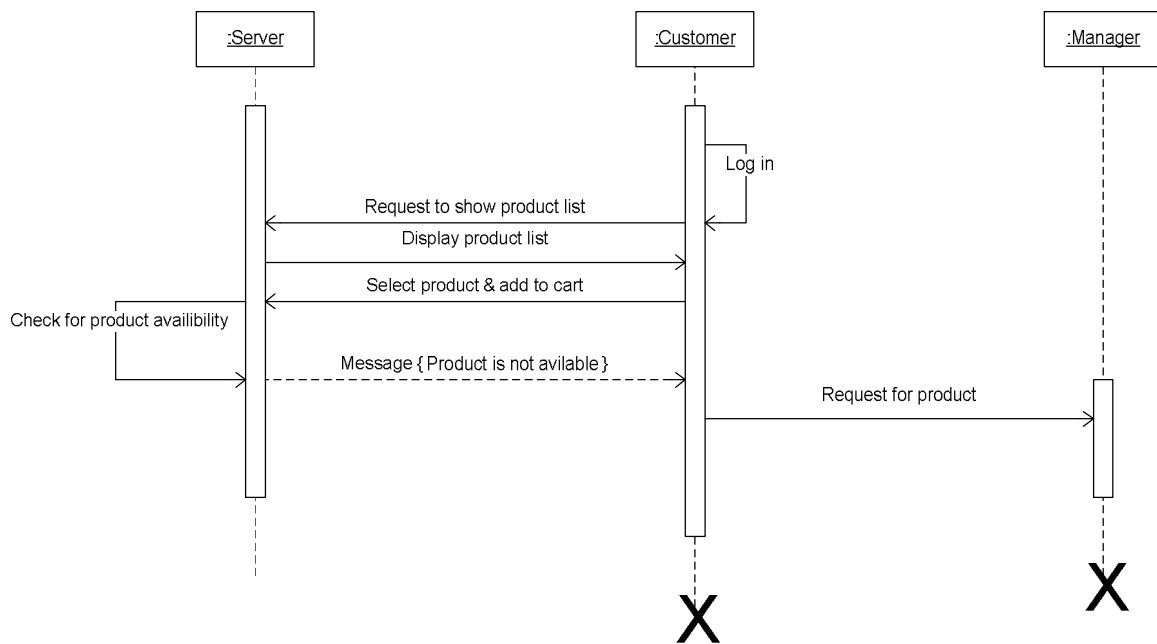 :Server
:Customer
:Manager
Log in
Request to show product list
Display product list
Select product & add to cart
Check for product availibility
Message { Product is not avilable }
Request for product